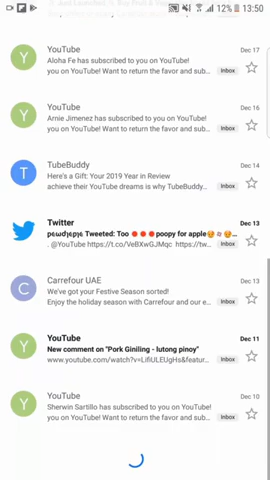 12% 13:50
YouTube Dec 17
Aloha Fe has subscribed to you on YouTube!
you on YouTube! Want to return the favor and sub... Inbox
Y
YouTube Dec 16
Arnie Jimenez has subscribed to you on YouTube!
you on YouTube! Want to return the favor and sub... Inbox
Y
TubeBuddy Dec 14
Here's a Gift: Your 2019 Year in Review
achieve their YouTube dreams is why TubeBuddy... Inbox
T
Twitter Dec 13
Tweeted: Too 🔴🔴🔴poopy for apple
. @YouTube https://t.co/VeBXwGJMqc https://tw... Inbox
Carrefour UAE Dec 13
We've got your Festive Season Sorted!
Enjoy the holiday season with Carrefour and our e... Inbox
C
YouTube Dec 11
New comment on "Pork Giniling - lutong pinoy"
www.youtube.com/watch?v=LifiULEUgHs&featur... Inbox
Y
YouTube Dec 10
Sherwin Sartillo has subscribed to you on YouTube!
you on YouTube! Want to return the favor and sub... Inbox
Y